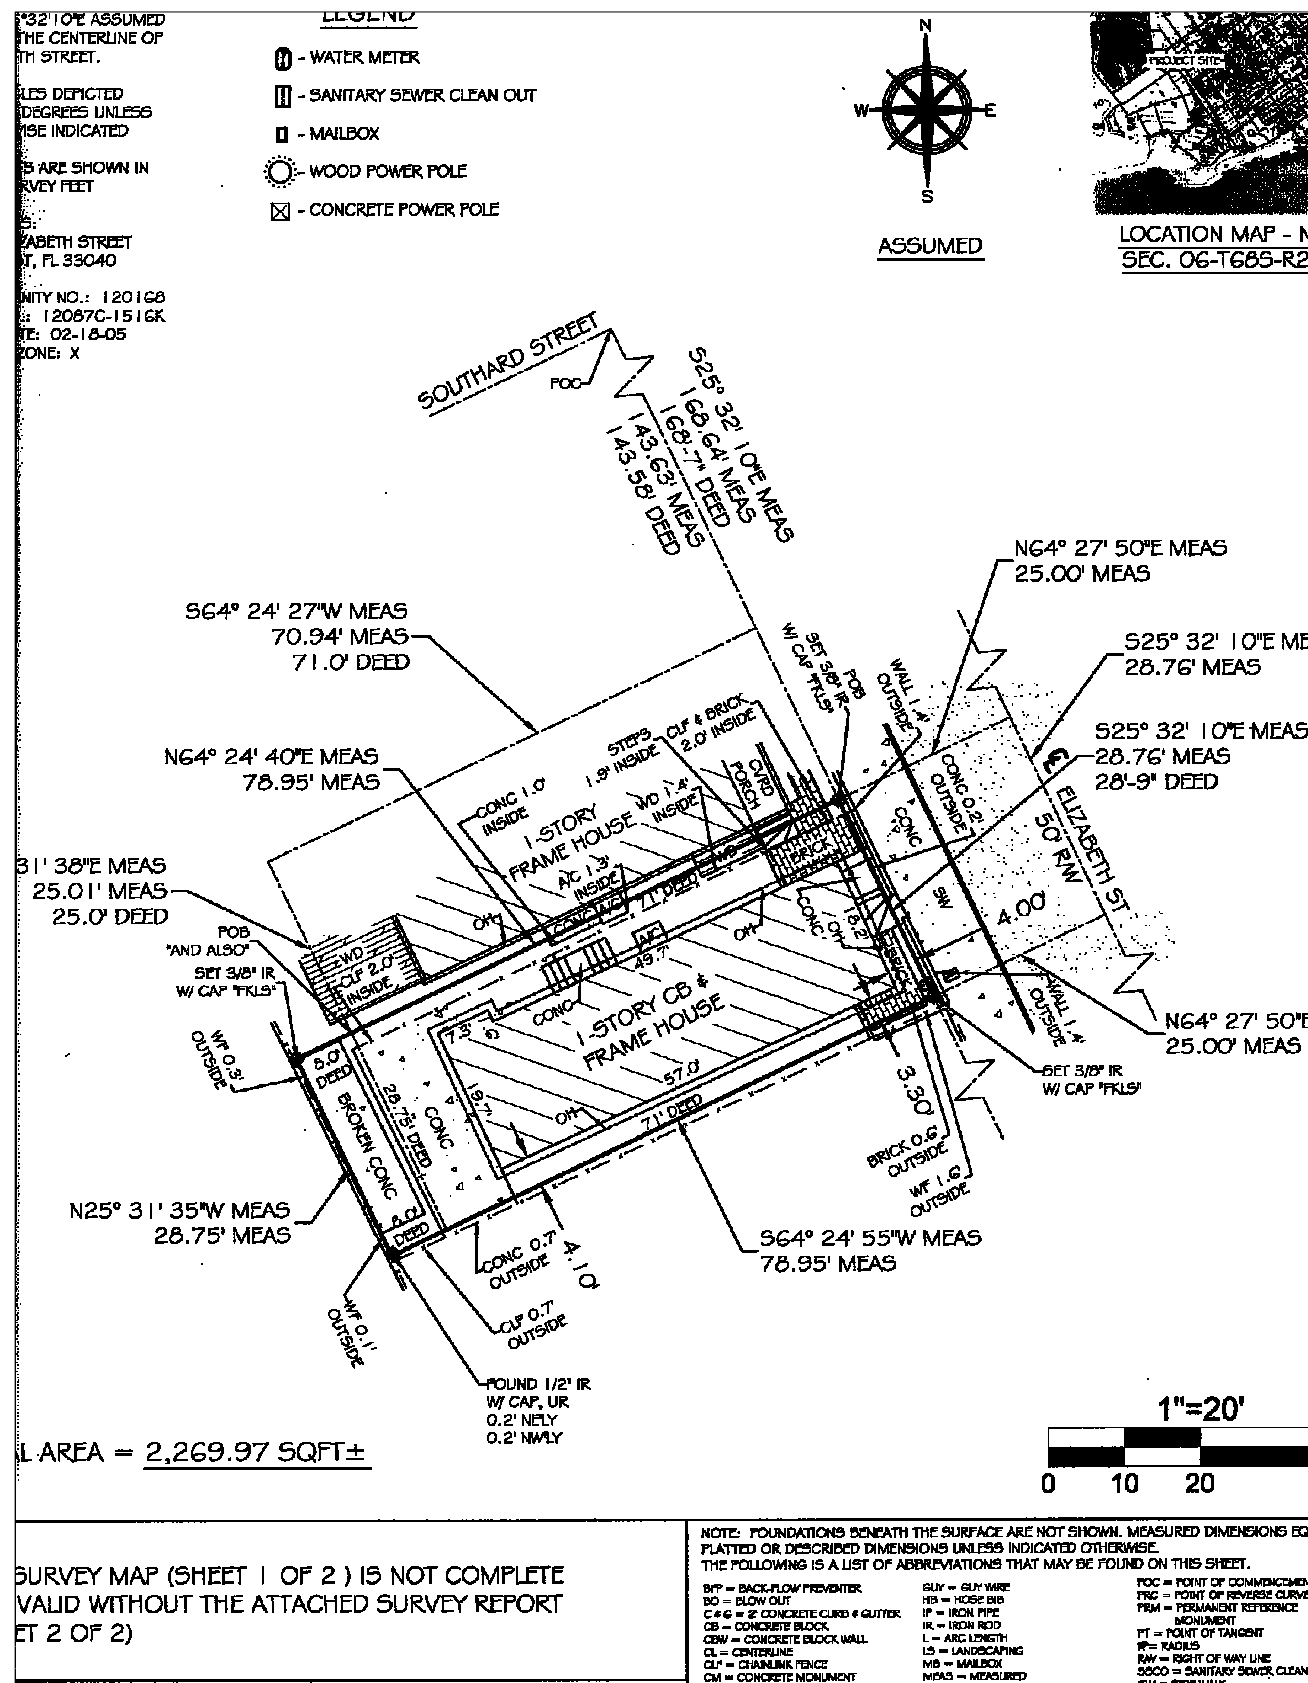 °32'10"E ASSUMED
THE CENTERLINE OF
TH STREET.
LES DEPICTED
DEGREES UNLESS
ISE INDICATED
S ARE SHOWN IN
RVEY FEET
S:
ZABETH STREET
T, FL 33040
NITY NO.: 120168
.: 12087C-1516K
TE: 02-18-05
ZONE: X
LEGEND
- WATER METER
- SANITARY SEWER CLEAN OUT
- MAILBOX
- WOOD POWER POLE
- CONCRETE POWER POLE
N
W E
S
ASSUMED
PROJECT SITE
LOCATION MAP - N
SEC. 06-T68S-R2
SOUTHARD STREET
POC
S25° 32' 10"E MEAS
168.64' MEAS
168'-7" DEED
143.63' MEAS
143.58' DEED
N64° 27' 50"E MEAS
25.00' MEAS
S64° 24' 27"W MEAS
70.94' MEAS
71.0' DEED
S25° 32' 10"E ME
28.76' MEAS
S25° 32' 10"E MEAS
28.76' MEAS
28'-9" DEED
POB
SET 3/8" IR
W/ CAP "FKLS"
WALL 1.4'
OUTSIDE
CLF & BRICK
2.0' INSIDE
STEPS
1.9' INSIDE
N64° 24' 40"E MEAS
78.95' MEAS
CONC 1.0'
INSIDE
1-STORY
FRAME HOUSE
WD 1.4'
INSIDE
CVRD
PORCH
A/C 1.3'
INSIDE
CONC
A/C
71' DEED
WD
BRICK
CONC
CONC 0.2'
OUTSIDE
ELIZABETH ST
50' R/W
31' 38"E MEAS
25.01' MEAS
25.0' DEED
POB
"AND ALSO"
SET 3/8" IR
W/ CAP "FKLS"
WD
CLF 2.0'
INSIDE
OH
A/C
49.7'
OH
CONC
OH
18.2'
BRICK
SW
4.00'
WALL 1.4'
OUTSIDE
N64° 27' 50"E
25.00' MEAS
SET 3/8" IR
W/ CAP "FKLS"
WF 0.3'
OUTSIDE
8.0'
DEED
7.3'
CONC
1-STORY CB &
FRAME HOUSE
57.0'
19.7'
OH
71' DEED
28.75' DEED
CONC
BROKEN CONC
3.30'
BRICK 0.6'
OUTSIDE
WF 1.6'
OUTSIDE
N25° 31' 35"W MEAS
28.75' MEAS
8.0'
DEED
S64° 24' 55"W MEAS
78.95' MEAS
CONC 0.7'
OUTSIDE
4.10'
CLF 0.7'
OUTSIDE
WF 0.1'
OUTSIDE
FOUND 1/2" IR
W/ CAP, UR
0.2' NELY
0.2' NWLY
L AREA = 2,269.97 SQFT±
1"=20'
0 10 20
SURVEY MAP (SHEET 1 OF 2 ) IS NOT COMPLETE
VALID WITHOUT THE ATTACHED SURVEY REPORT
ET 2 OF 2)
NOTE: FOUNDATIONS BENEATH THE SURFACE ARE NOT SHOWN. MEASURED DIMENSIONS EQ
PLATTED OR DESCRIBED DIMENSIONS UNLESS INDICATED OTHERWISE.
THE FOLLOWING IS A LIST OF ABBREVIATIONS THAT MAY BE FOUND ON THIS SHEET.
BFP = BACK-FLOW PREVENTER
BO = BLOW OUT
C & G = 2' CONCRETE CURB & GUTTER
CB = CONCRETE BLOCK
CBW = CONCRETE BLOCK WALL
CL = CENTERLINE
CLF = CHAINLINK FENCE
CM = CONCRETE MONUMENT
GUY = GUY WIRE
HB = HOSE BIB
IP = IRON PIPE
IR = IRON ROD
L = ARC LENGTH
LS = LANDSCAPING
MB = MAILBOX
MEAS = MEASURED
POC = POINT OF COMMENCEMEN
PRC = POINT OF REVERSE CURVE
PRM = PERMANENT REFERENCE
MONUMENT
PT = POINT OF TANGENT
R = RADIUS
R/W = RIGHT OF WAY LINE
SSCO = SANITARY SEWER CLEAN